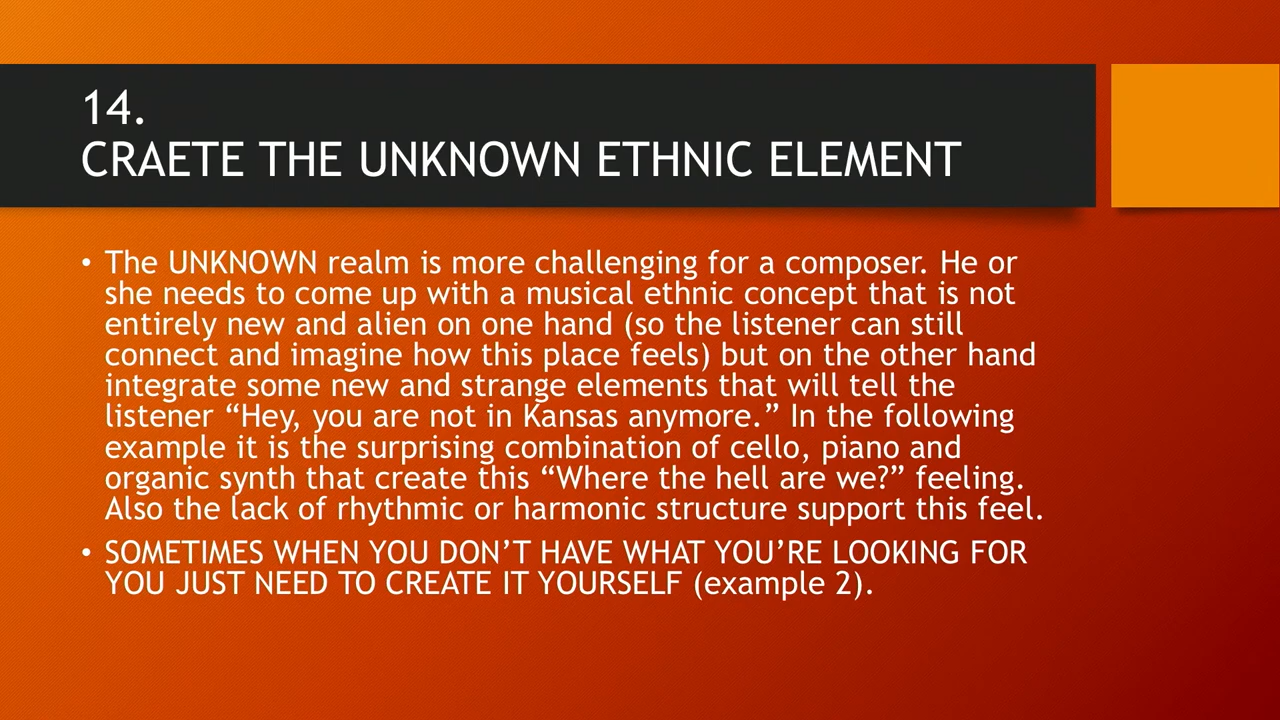 14.
CRAETE THE UNKNOWN ETHNIC ELEMENT
• The UNKNOWN realm is more challenging for a composer. He or
she needs to come up with a musical ethnic concept that is not
entirely new and alien on one hand (so the listener can still
connect and imagine how this place feels) but on the other hand
integrate some new and strange elements that will tell the
listener “Hey, you are not in Kansas anymore.” In the following
example it is the surprising combination of cello, piano and
organic synth that create this “Where the hell are we?” feeling.
Also the lack of rhythmic or harmonic structure support this feel.
• SOMETIMES WHEN YOU DON’T HAVE WHAT YOU’RE LOOKING FOR
YOU JUST NEED TO CREATE IT YOURSELF (example 2).